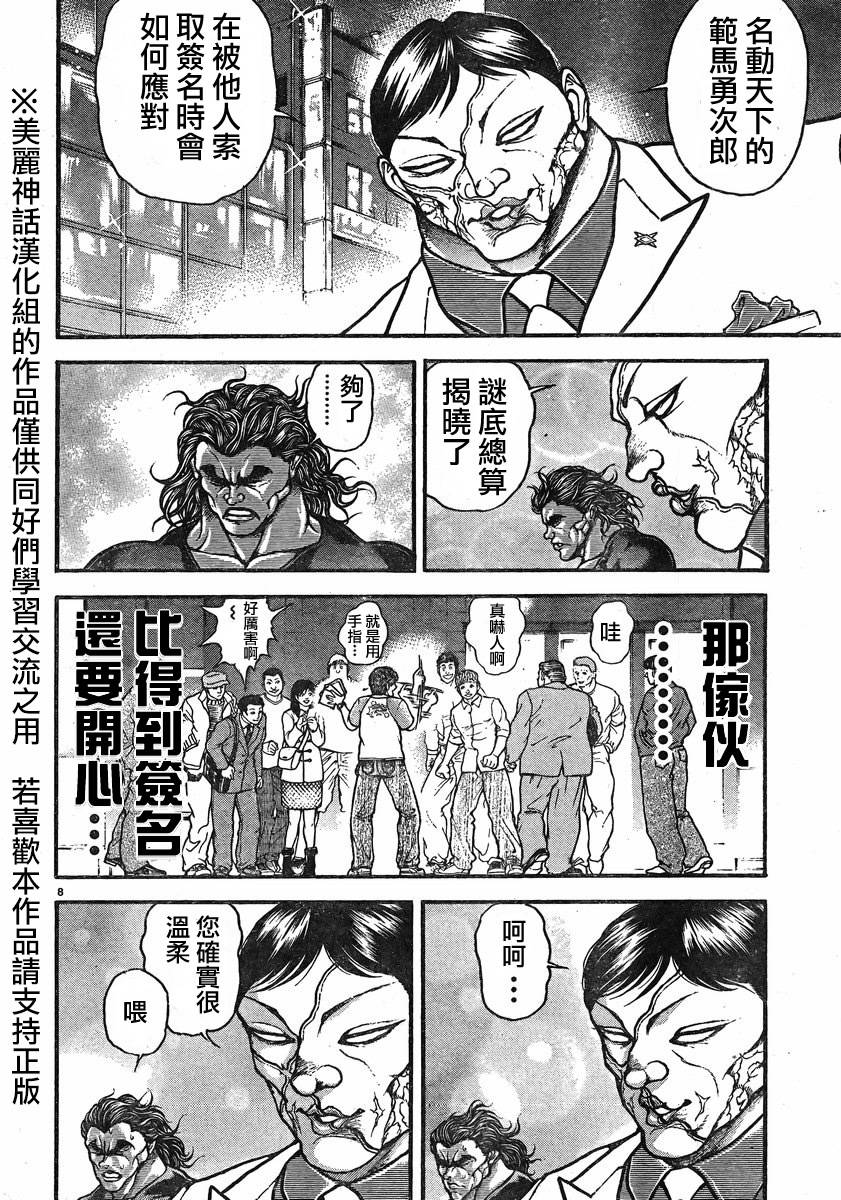 名動天下的
範馬勇次郎
在被他人索
取簽名時會
如何應對
謎底總算
揭曉了
夠了
……
那傢伙
………
哇
真嚇人啊
就是用
手指…
好厲害啊
比得到簽名
還要開心…
8
呵呵…
您確實很
溫柔
喂
※美麗神話漢化組的作品僅供同好們學習交流之用 若喜歡本作品請支持正版